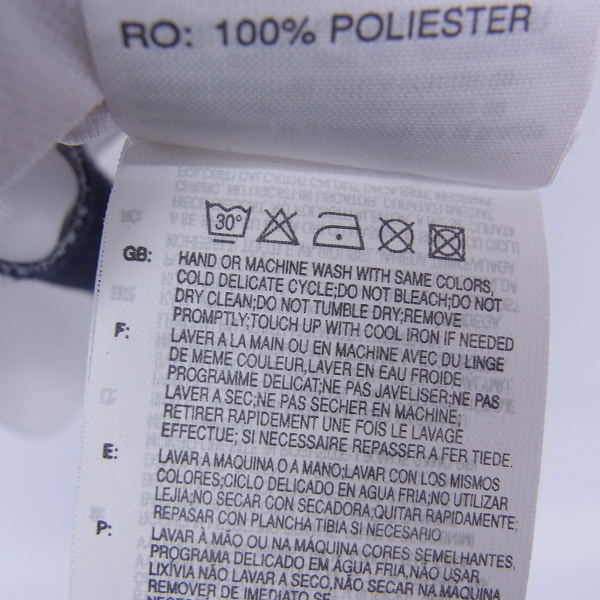 RO: 100% POLIESTER
30°
GB: HAND OR MACHINE WASH WITH SAME COLORS,
COLD DELICATE CYCLE;DO NOT BLEACH;DO NOT
DRY CLEAN;DO NOT TUMBLE DRY;REMOVE
PROMPTLY;TOUCH UP WITH COOL IRON IF NEEDED
F: LAVER A LA MAIN OU EN MACHINE AVEC DU LINGE
DE MEME COULEUR,LAVER EN EAU FROIDE
PROGRAMME DELICAT;NE PAS JAVELISER;NE PAS
LAVER A SEC;NE PAS SECHER EN MACHINE;
RETIRER RAPIDEMENT UNE FOIS LE LAVAGE
EFFECTUE; SI NECESSAIRE REPASSER A FER TIEDE.
E: LAVAR A MAQUINA O A MANO;LAVAR CON LOS MISMOS
COLORES;CICLO DELICADO EN AGUA FRIA;NO UTILIZAR
LEJIA;NO SECAR CON SECADORA;QUITAR RAPIDAMENTE;
REPASAR CON PLANCHA TIBIA SI NECESARIO
P: LAVAR À MÃO OU NA MÁQUINA CORES SEMELHANTES,
PROGRAMA DELICADO EM ÁGUA FRIA,NÃO USAR
LIXÍVIA NÃO LAVAR A SECO,NÃO SECAR NA MAQUINA
REMOVER DE IMEDIATO SE